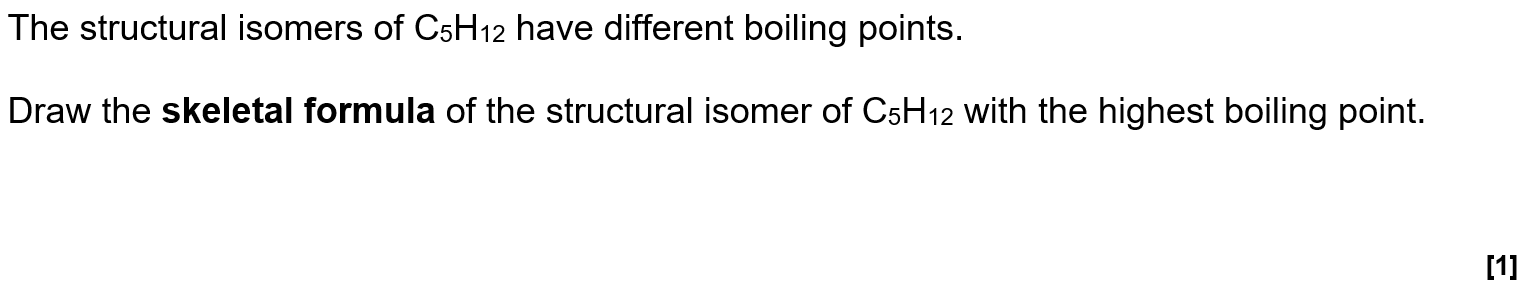 The structural isomers of C₅H₁₂ have different boiling points.
Draw the skeletal formula of the structural isomer of C₅H₁₂ with the highest boiling point.
[1]